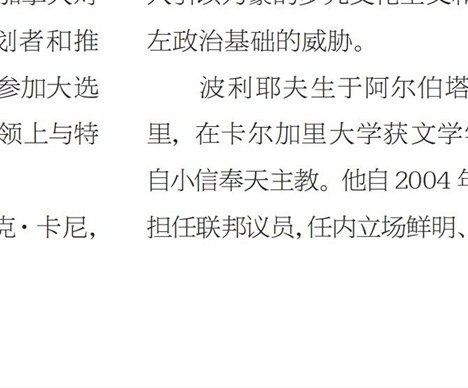 划者和推
参加大选
领上与特
克·卡尼，
左政治基础的威胁。
波利耶夫生于阿尔伯塔
里，在卡尔加里大学获文学
自小信奉天主教。他自 2004 年
担任联邦议员，任内立场鲜明、